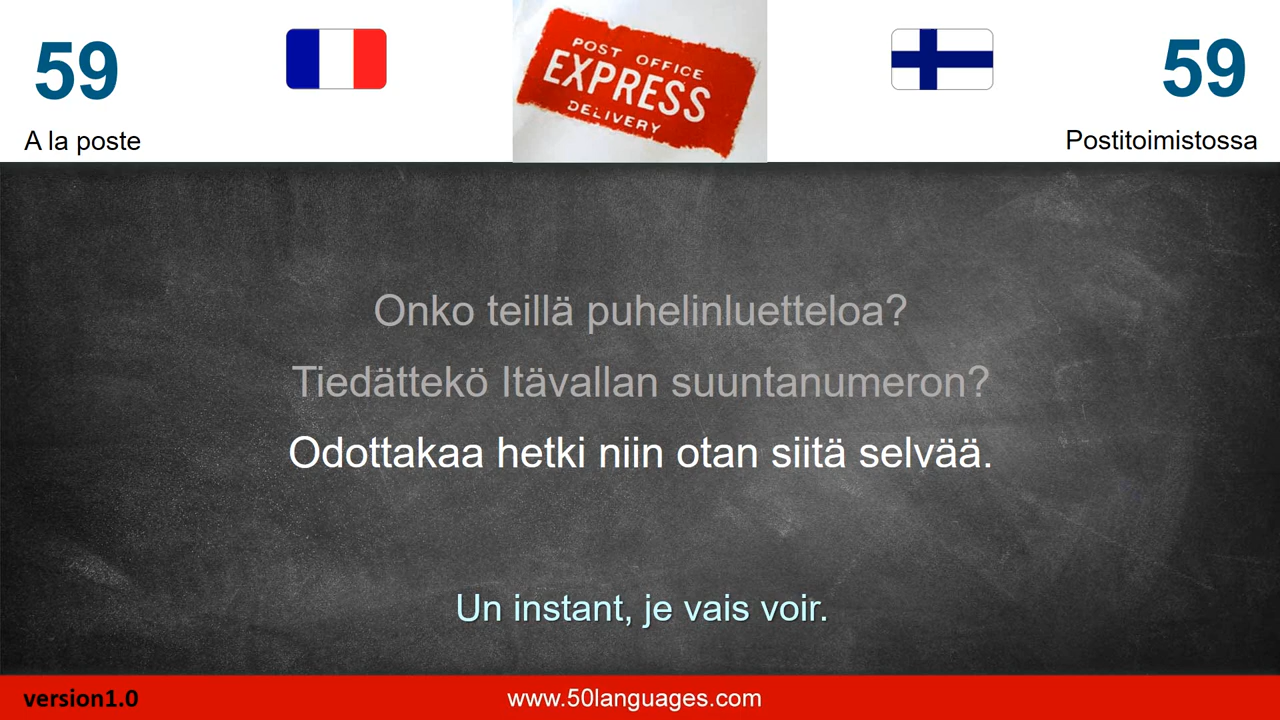 59
A la poste
POST OFFICE
EXPRESS
DELIVERY
59
Postitoimistossa
Onko teillä puhelinluetteloa?
Tiedättekö Itävallan suuntanumeron?
Odottakaa hetki niin otan siitä selvää.
Un instant, je vais voir.
version1.0
www.50languages.com